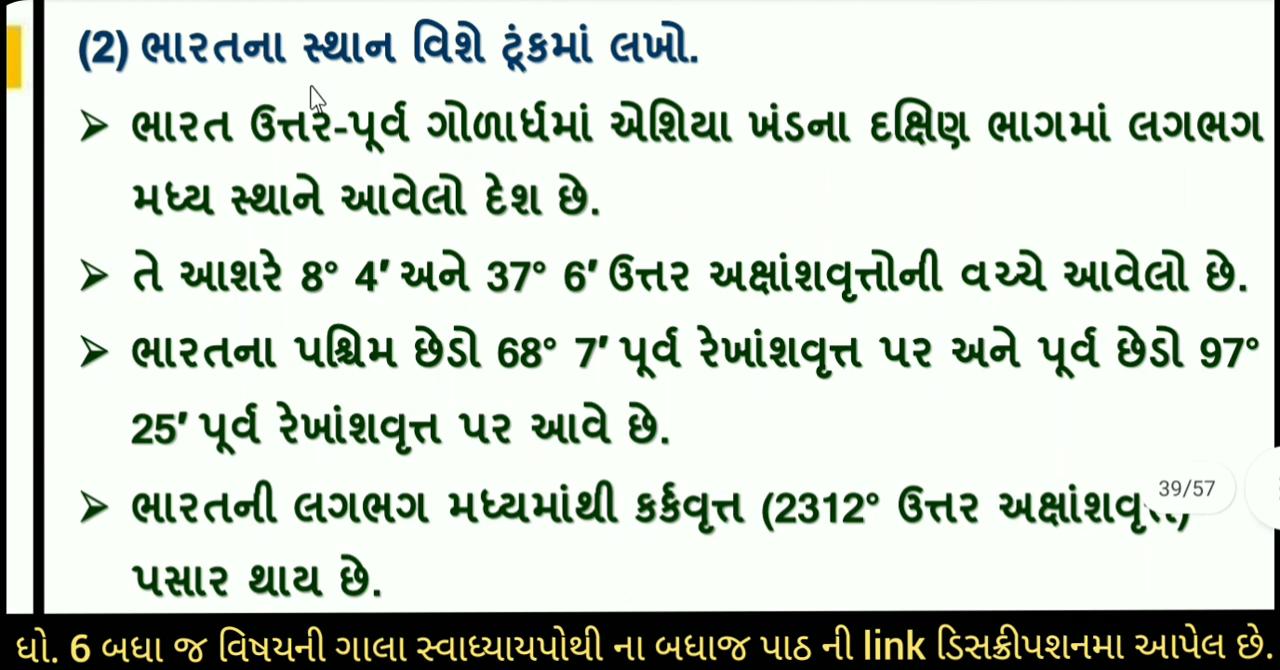 (2) ભારતના સ્થાન વિશે ટૂંકમાં લખો.
➢ ભારત ઉત્તર-પૂર્વ ગોળાર્ધમાં એશિયા ખંડના દક્ષિણ ભાગમાં લગભગ
મધ્ય સ્થાને આવેલો દેશ છે.
➢ તે આશરે 8° 4′ અને 37° 6′ ઉત્તર અક્ષાંશવૃત્તોની વચ્ચે આવેલો છે.
➢ ભારતના પશ્ચિમ છેડો 68° 7′ પૂર્વ રેખાંશવૃત્ત પર અને પૂર્વ છેડો 97°
25′ પૂર્વ રેખાંશવૃત્ત પર આવે છે.
➢ ભારતની લગભગ મધ્યમાંથી કર્કવૃત્ત (2312° ઉત્તર
39/57
પસાર થાય છે.
ધો. 6 બધા જ વિષયની ગાલા સ્વાધ્યાયપોથી ના બધાજ પાઠ ની link ડિસક્રીપશનમા આપેલ છે.